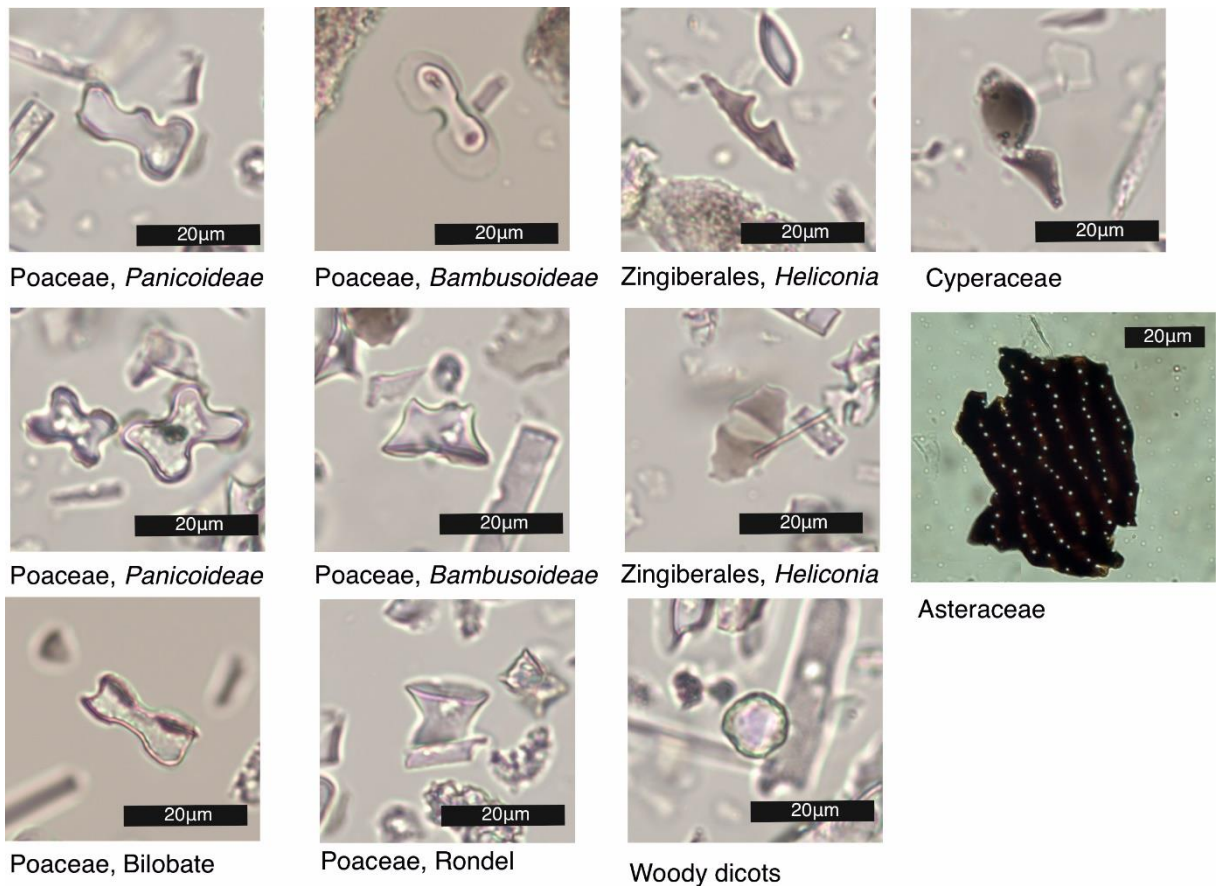 20µm
20µm
20µm
20µm
Poaceae, Panicoideae
Poaceae, Bambusoideae
Zingiberales, Heliconia
Cyperaceae
20µm
20µm
20µm
20µm
Poaceae, Panicoideae
Poaceae, Bambusoideae
Zingiberales, Heliconia
Asteraceae
20µm
20µm
20µm
Poaceae, Bilobate
Poaceae, Rondel
Woody dicots